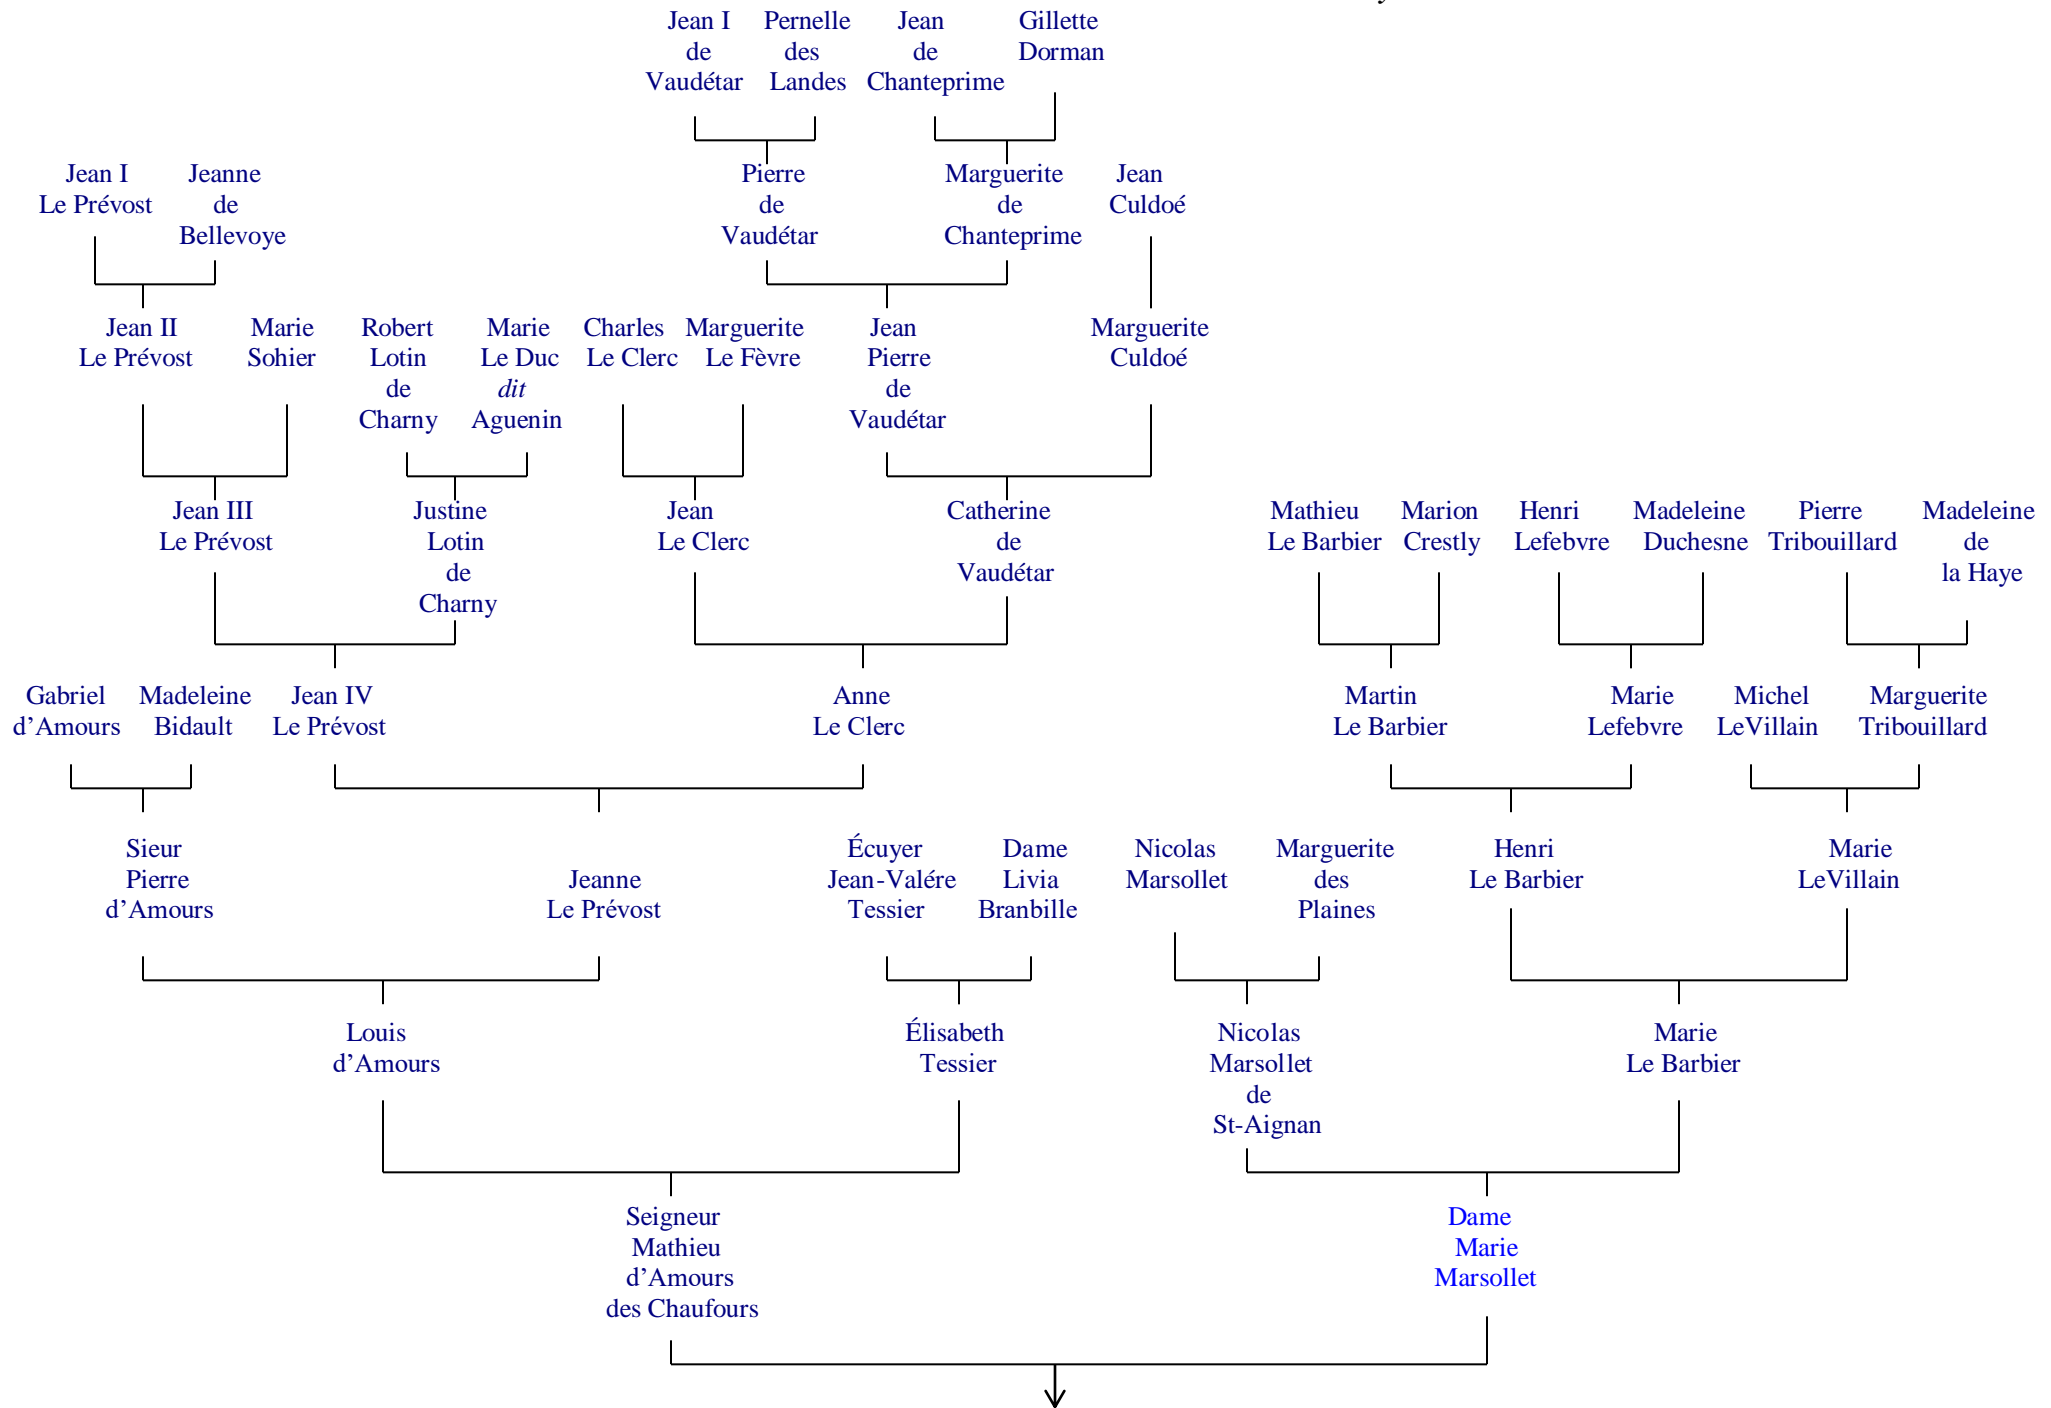 Jean I Pernelle Jean Gillette
de des de Dorman
Vaudétar Landes Chanteprime
Jean I Jeanne Pierre Marguerite Jean
Le Prévost de de de Culdoé
Bellevoye Vaudétar Chanteprime
Jean II Marie Robert Marie Charles Marguerite Jean Marguerite
Le Prévost Sohier Lotin Le Duc Le Clerc Le Fèvre Pierre Culdoé
de dit de
Charny Aguenin Vaudétar
Jean III Justine Jean Catherine Mathieu Marion Henri Madeleine Pierre Madeleine
Le Prévost Lotin Le Clerc de Le Barbier Crestly Lefebvre Duchesne Tribouillard de
de Vaudétar la Haye
Charny
Gabriel Madeleine Jean IV Anne Martin Marie Michel Marguerite
d’Amours Bidault Le Prévost Le Clerc Le Barbier Lefebvre LeVillain Tribouillard
Sieur Écuyer Dame Nicolas Marguerite Henri Marie
Pierre Jeanne Jean-Valére Livia Marsollet des Le Barbier LeVillain
d’Amours Le Prévost Tessier Branbille Plaines
Louis Élisabeth Nicolas Marie
d’Amours Tessier Marsollet Le Barbier
de
St-Aignan
Seigneur Dame
Mathieu Marie
d’Amours Marsollet
des Chaufours